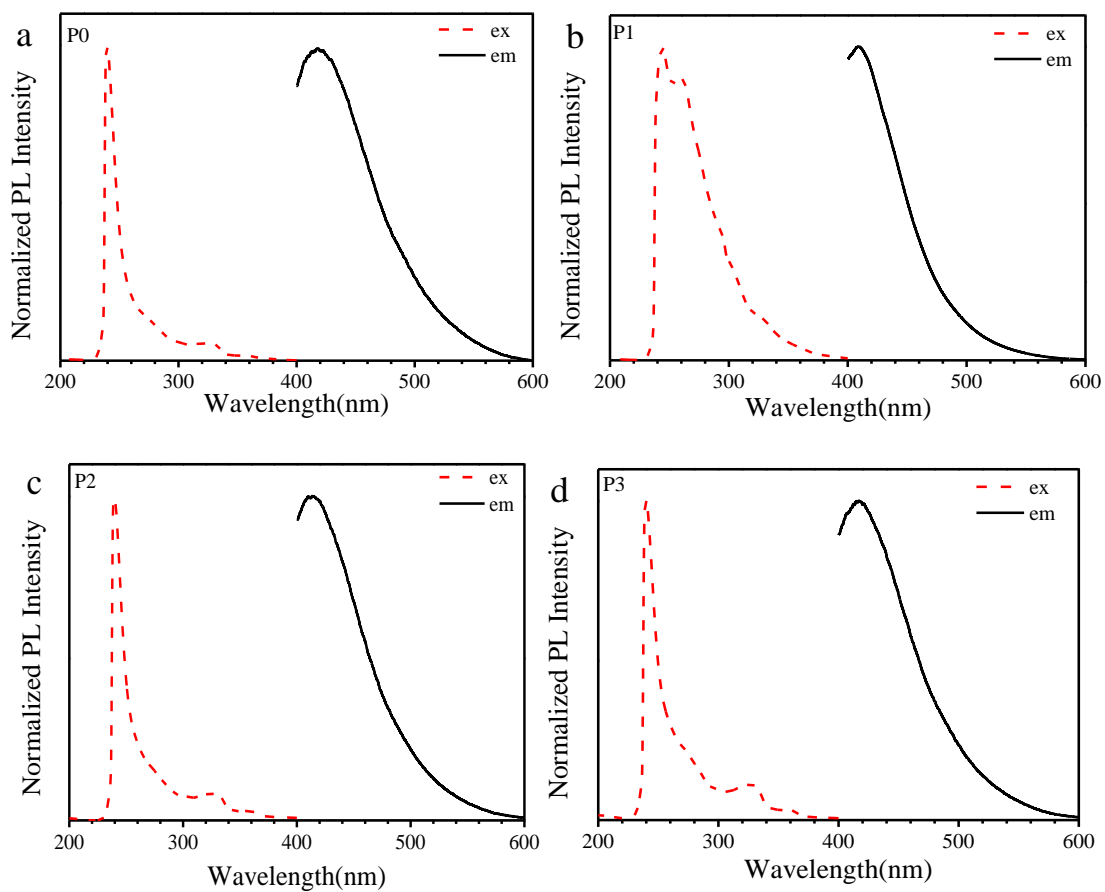 a
P0
ex
em
Normalized PL Intensity
200
300
400
500
600
Wavelength(nm)
b
P1
ex
em
Normalized PL Intensity
200
300
400
500
600
Wavelength(nm)
c
P2
ex
em
Normalized PL Intensity
200
300
400
500
600
Wavelength(nm)
d
P3
ex
em
Normalized PL Intensity
200
300
400
500
600
Wavelength(nm)